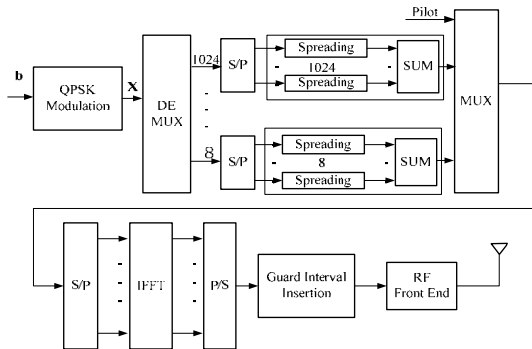 Pilot
b
QPSK
Modulation
X
DE
MUX
1024
S/P
Spreading
1024
Spreading
SUM
MUX
8
S/P
Spreading
8
Spreading
SUM
S/P
IFFT
P/S
Guard Interval
Insertion
RF
Front End